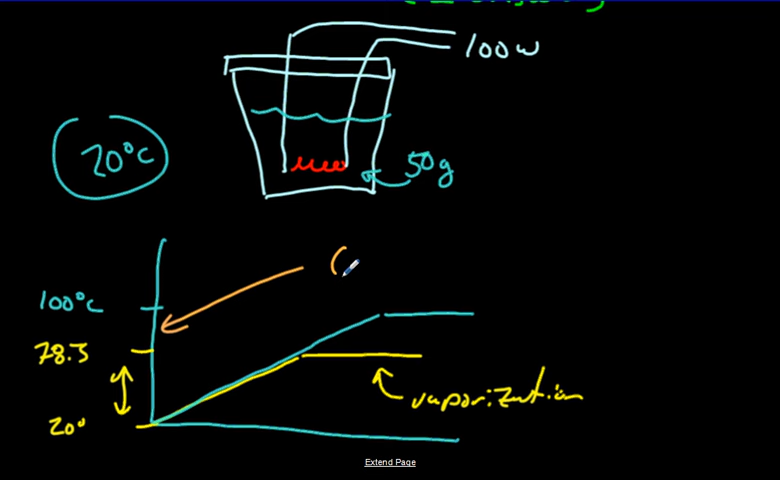 100w
20°C
50g
(
100°C
78.3
vaporization
20°
Extend Page